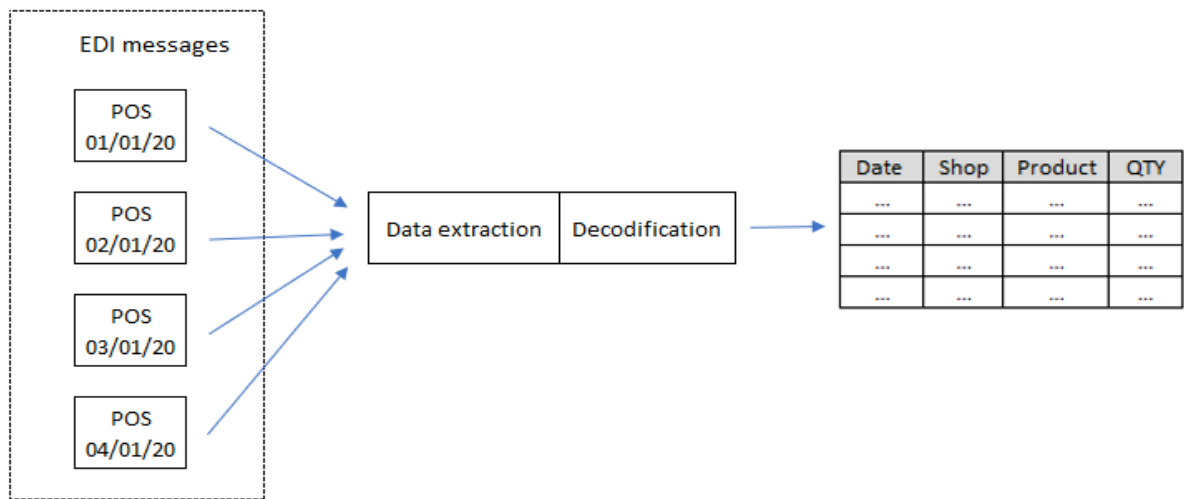 EDI messages
POS
01/01/20
POS
02/01/20
POS
03/01/20
POS
04/01/20
Data extraction Decodification
Date Shop Product QTY
... ... ... ...
... ... ... ...
... ... ... ...
... ... ... ...